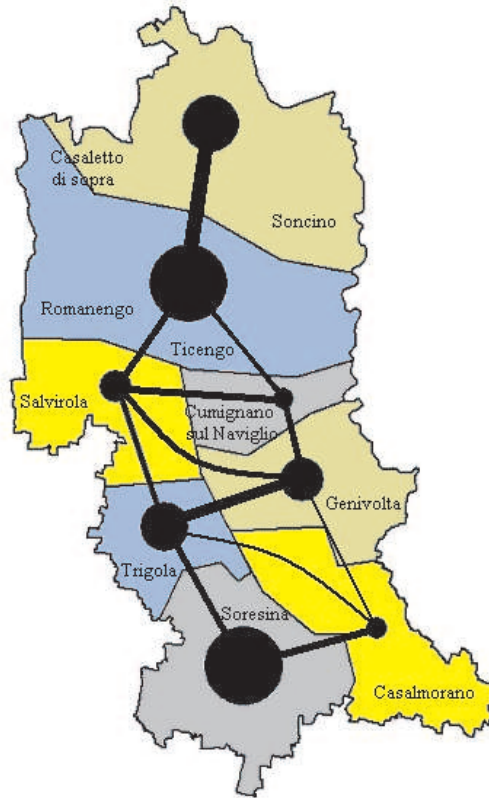 Casaletto
di sopra
Soncino
Romanengo
Ticengo
Salvirola
Cumignano
sul Naviglio
Genivolta
Trigola
Soresina
Casalmorano